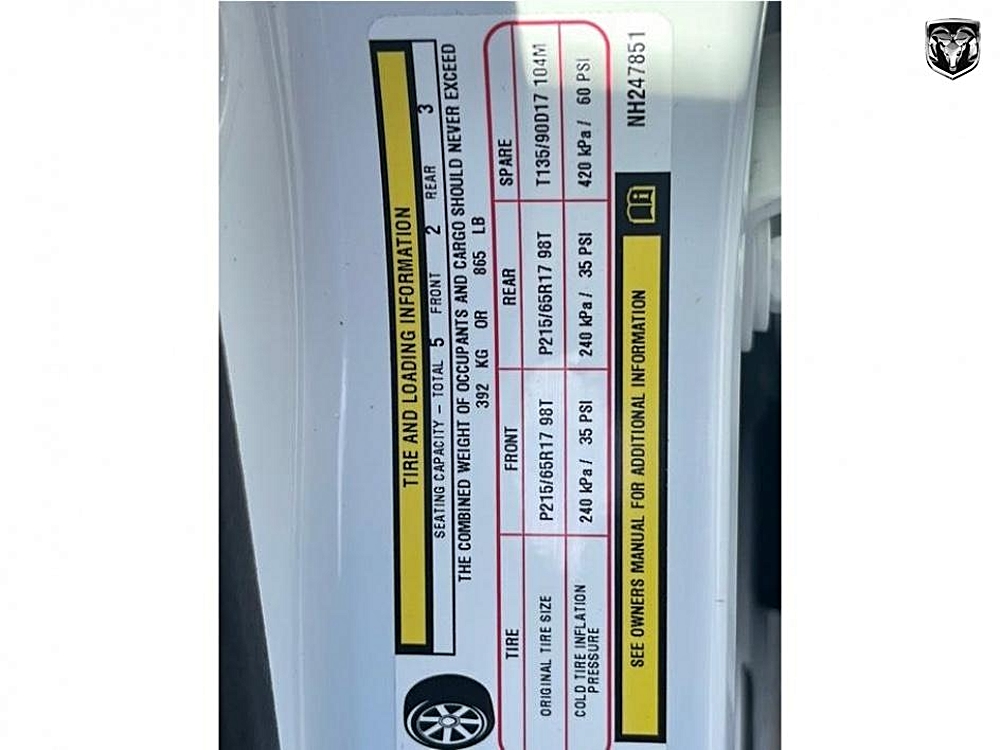 TIRE AND LOADING INFORMATION
SEATING CAPACITY – TOTAL 5 FRONT 2 REAR 3
THE COMBINED WEIGHT OF OCCUPANTS AND CARGO SHOULD NEVER EXCEED
392 KG OR 865 LB
TIRE FRONT REAR SPARE
ORIGINAL TIRE SIZE P215/65R17 98T P215/65R17 98T T135/90D17 104M
COLD TIRE INFLATION
PRESSURE 240 kPa / 35 PSI 240 kPa / 35 PSI 420 kPa / 60 PSI
SEE OWNERS MANUAL FOR ADDITIONAL INFORMATION
NH247851